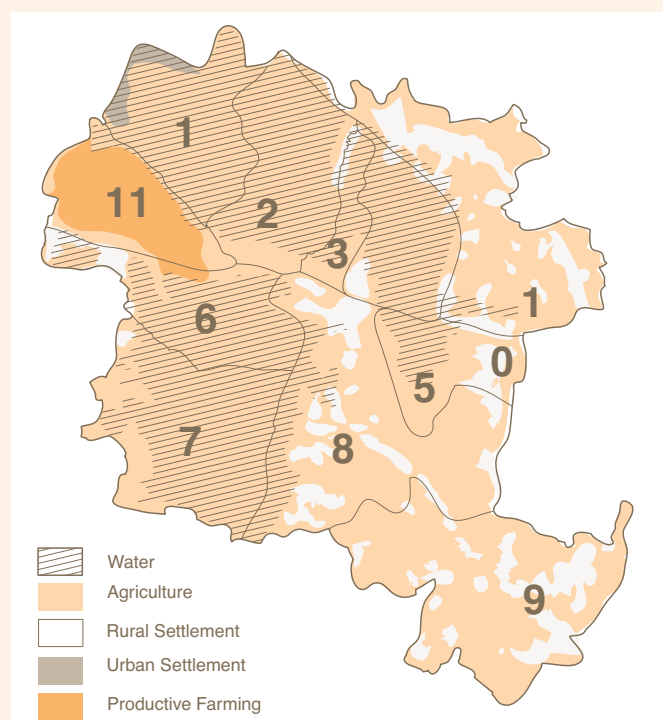 1
11
2
3
1
6
0
5
7
8
9
Water
Agriculture
Rural Settlement
Urban Settlement
Productive Farming